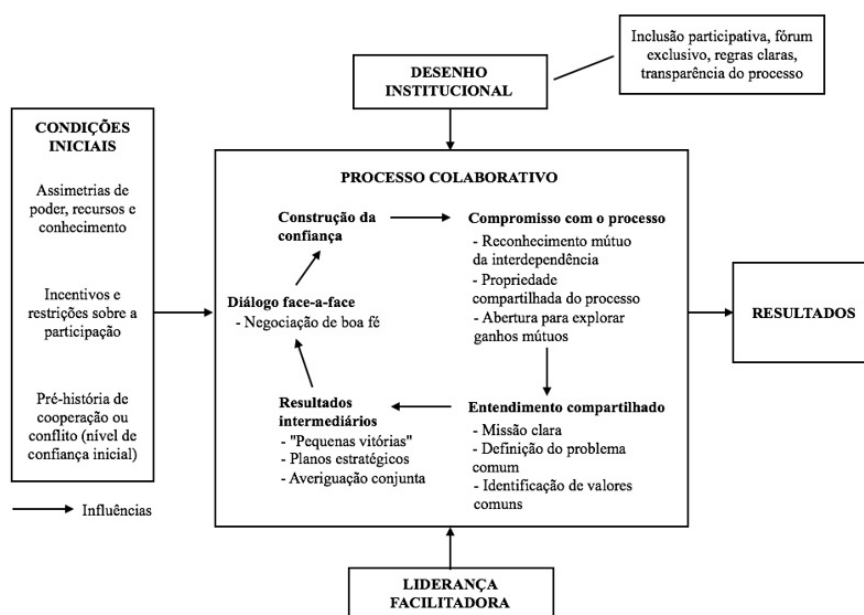 Inclusão participativa, fórum
exclusivo, regras claras,
transparência do processo
DESENHO
INSTITUCIONAL
CONDIÇÕES
INICIAIS
Assimetrias de
poder, recursos e
conhecimento
Incentivos e
restrições sobre a
participação
Pré-história de
cooperação ou
conflito (nível de
confiança inicial)
PROCESSO COLABORATIVO
Construção da
confiança
Compromisso com o processo
- Reconhecimento mútuo
da interdependência
- Propriedade
compartilhada do processo
- Abertura para explorar
ganhos mútuos
Diálogo face-a-face
- Negociação de boa fé
Resultados
intermediários
- "Pequenas vitórias"
- Planos estratégicos
- Averiguação conjunta
Entendimento compartilhado
- Missão clara
- Definição do problema
comum
- Identificação de valores
comuns
RESULTADOS
Influências
LIDERANÇA
FACILITADORA